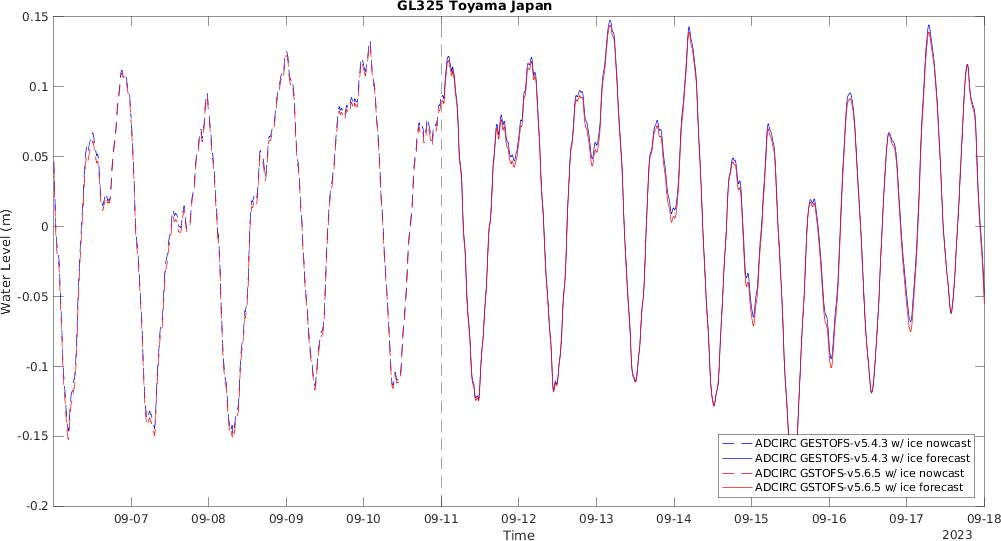 GL325 Toyama Japan
0.15
0.1
0.05
0
-0.05
-0.1
-0.15
-0.2
Water Level (m)
ADCIRC GESTOFS-v5.4.3 w/ ice nowcast
ADCIRC GESTOFS-v5.4.3 w/ ice forecast
ADCIRC GSTOFS-v5.6.5 w/ ice nowcast
ADCIRC GSTOFS-v5.6.5 w/ ice forecast
09-07 09-08 09-09 09-10 09-11 09-12 09-13 09-14 09-15 09-16 09-17 09-18
Time
2023